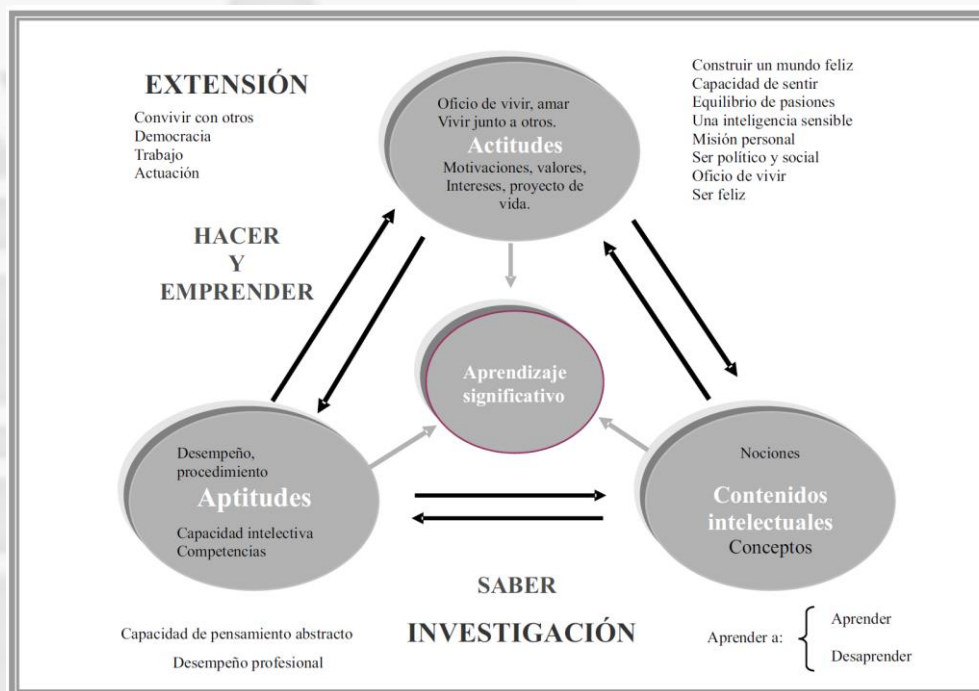 EXTENSIÓN
Convivir con otros
Democracia
Trabajo
Actuación
Oficio de vivir, amar
Vivir junto a otros.
Actitudes
Motivaciones, valores,
Intereses, proyecto de
vida.
Construir un mundo feliz
Capacidad de sentir
Equilibrio de pasiones
Una inteligencia sensible
Misión personal
Ser político y social
Oficio de vivir
Ser feliz
HACER
Y
EMPRENDER
Aprendizaje
significativo
Desempeño,
procedimiento
Aptitudes
Capacidad intelectiva
Competencias
Nociones
Contenidos
intelectuales
Conceptos
SABER
INVESTIGACIÓN
Capacidad de pensamiento abstracto
Desempeño profesional
Aprender a:
Aprender
Desaprender